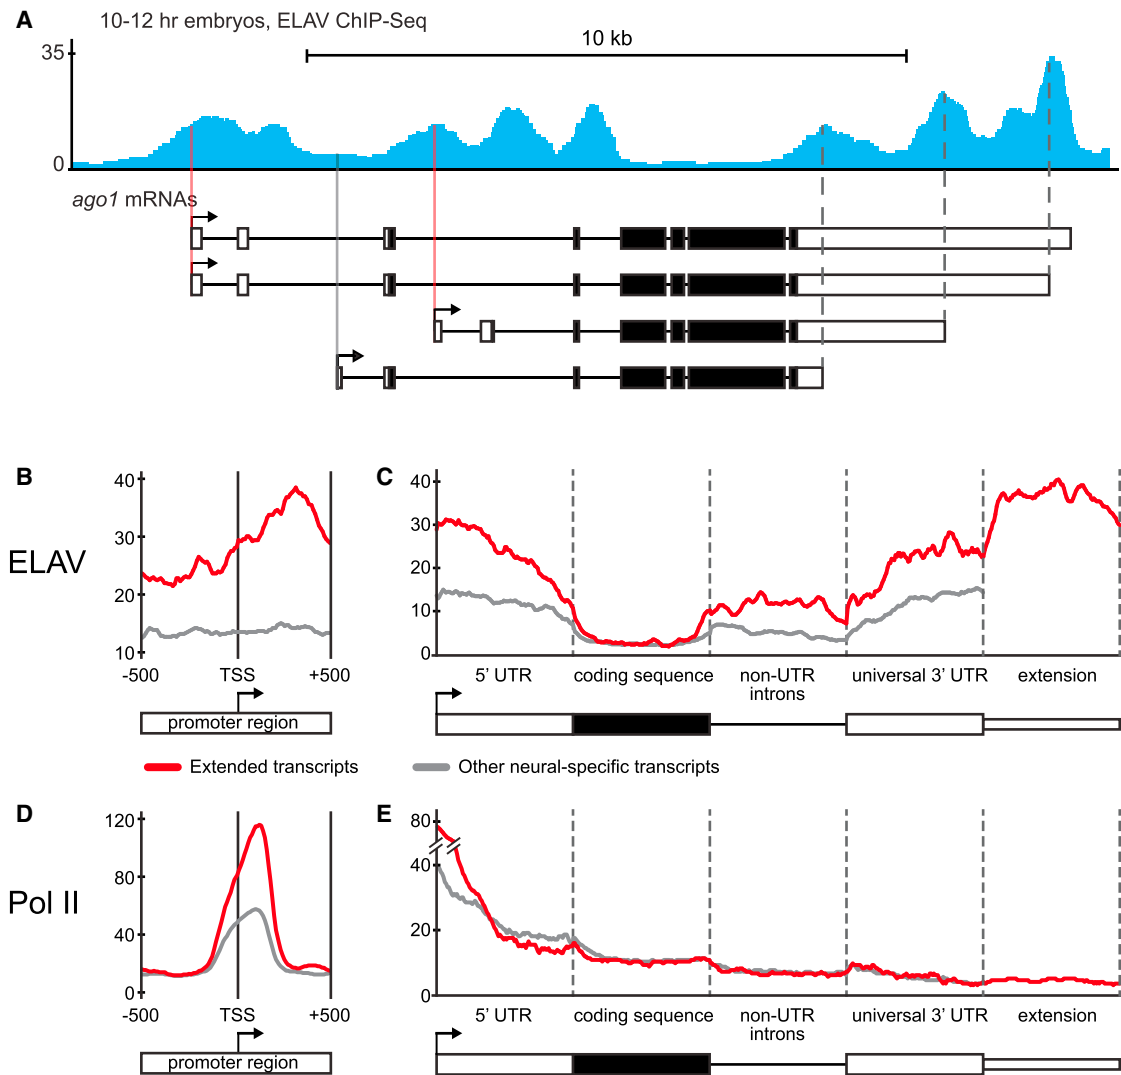 A
10-12 hr embryos, ELAV ChIP-Seq
10 kb
35
0
ago1 mRNAs
B
ELAV
40
30
20
10
-500
TSS
+500
promoter region
C
40
30
20
10
0
5' UTR
coding sequence
non-UTR
introns
universal 3' UTR
extension
Extended transcripts
Other neural-specific transcripts
D
Pol II
120
80
40
0
-500
TSS
+500
promoter region
E
80
40
20
0
5' UTR
coding sequence
non-UTR
introns
universal 3' UTR
extension